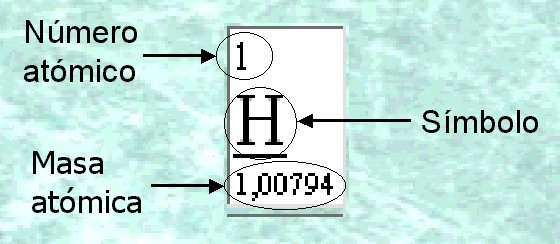 Número
atómico
1
H
Símbolo
Masa
atómica
1,00794